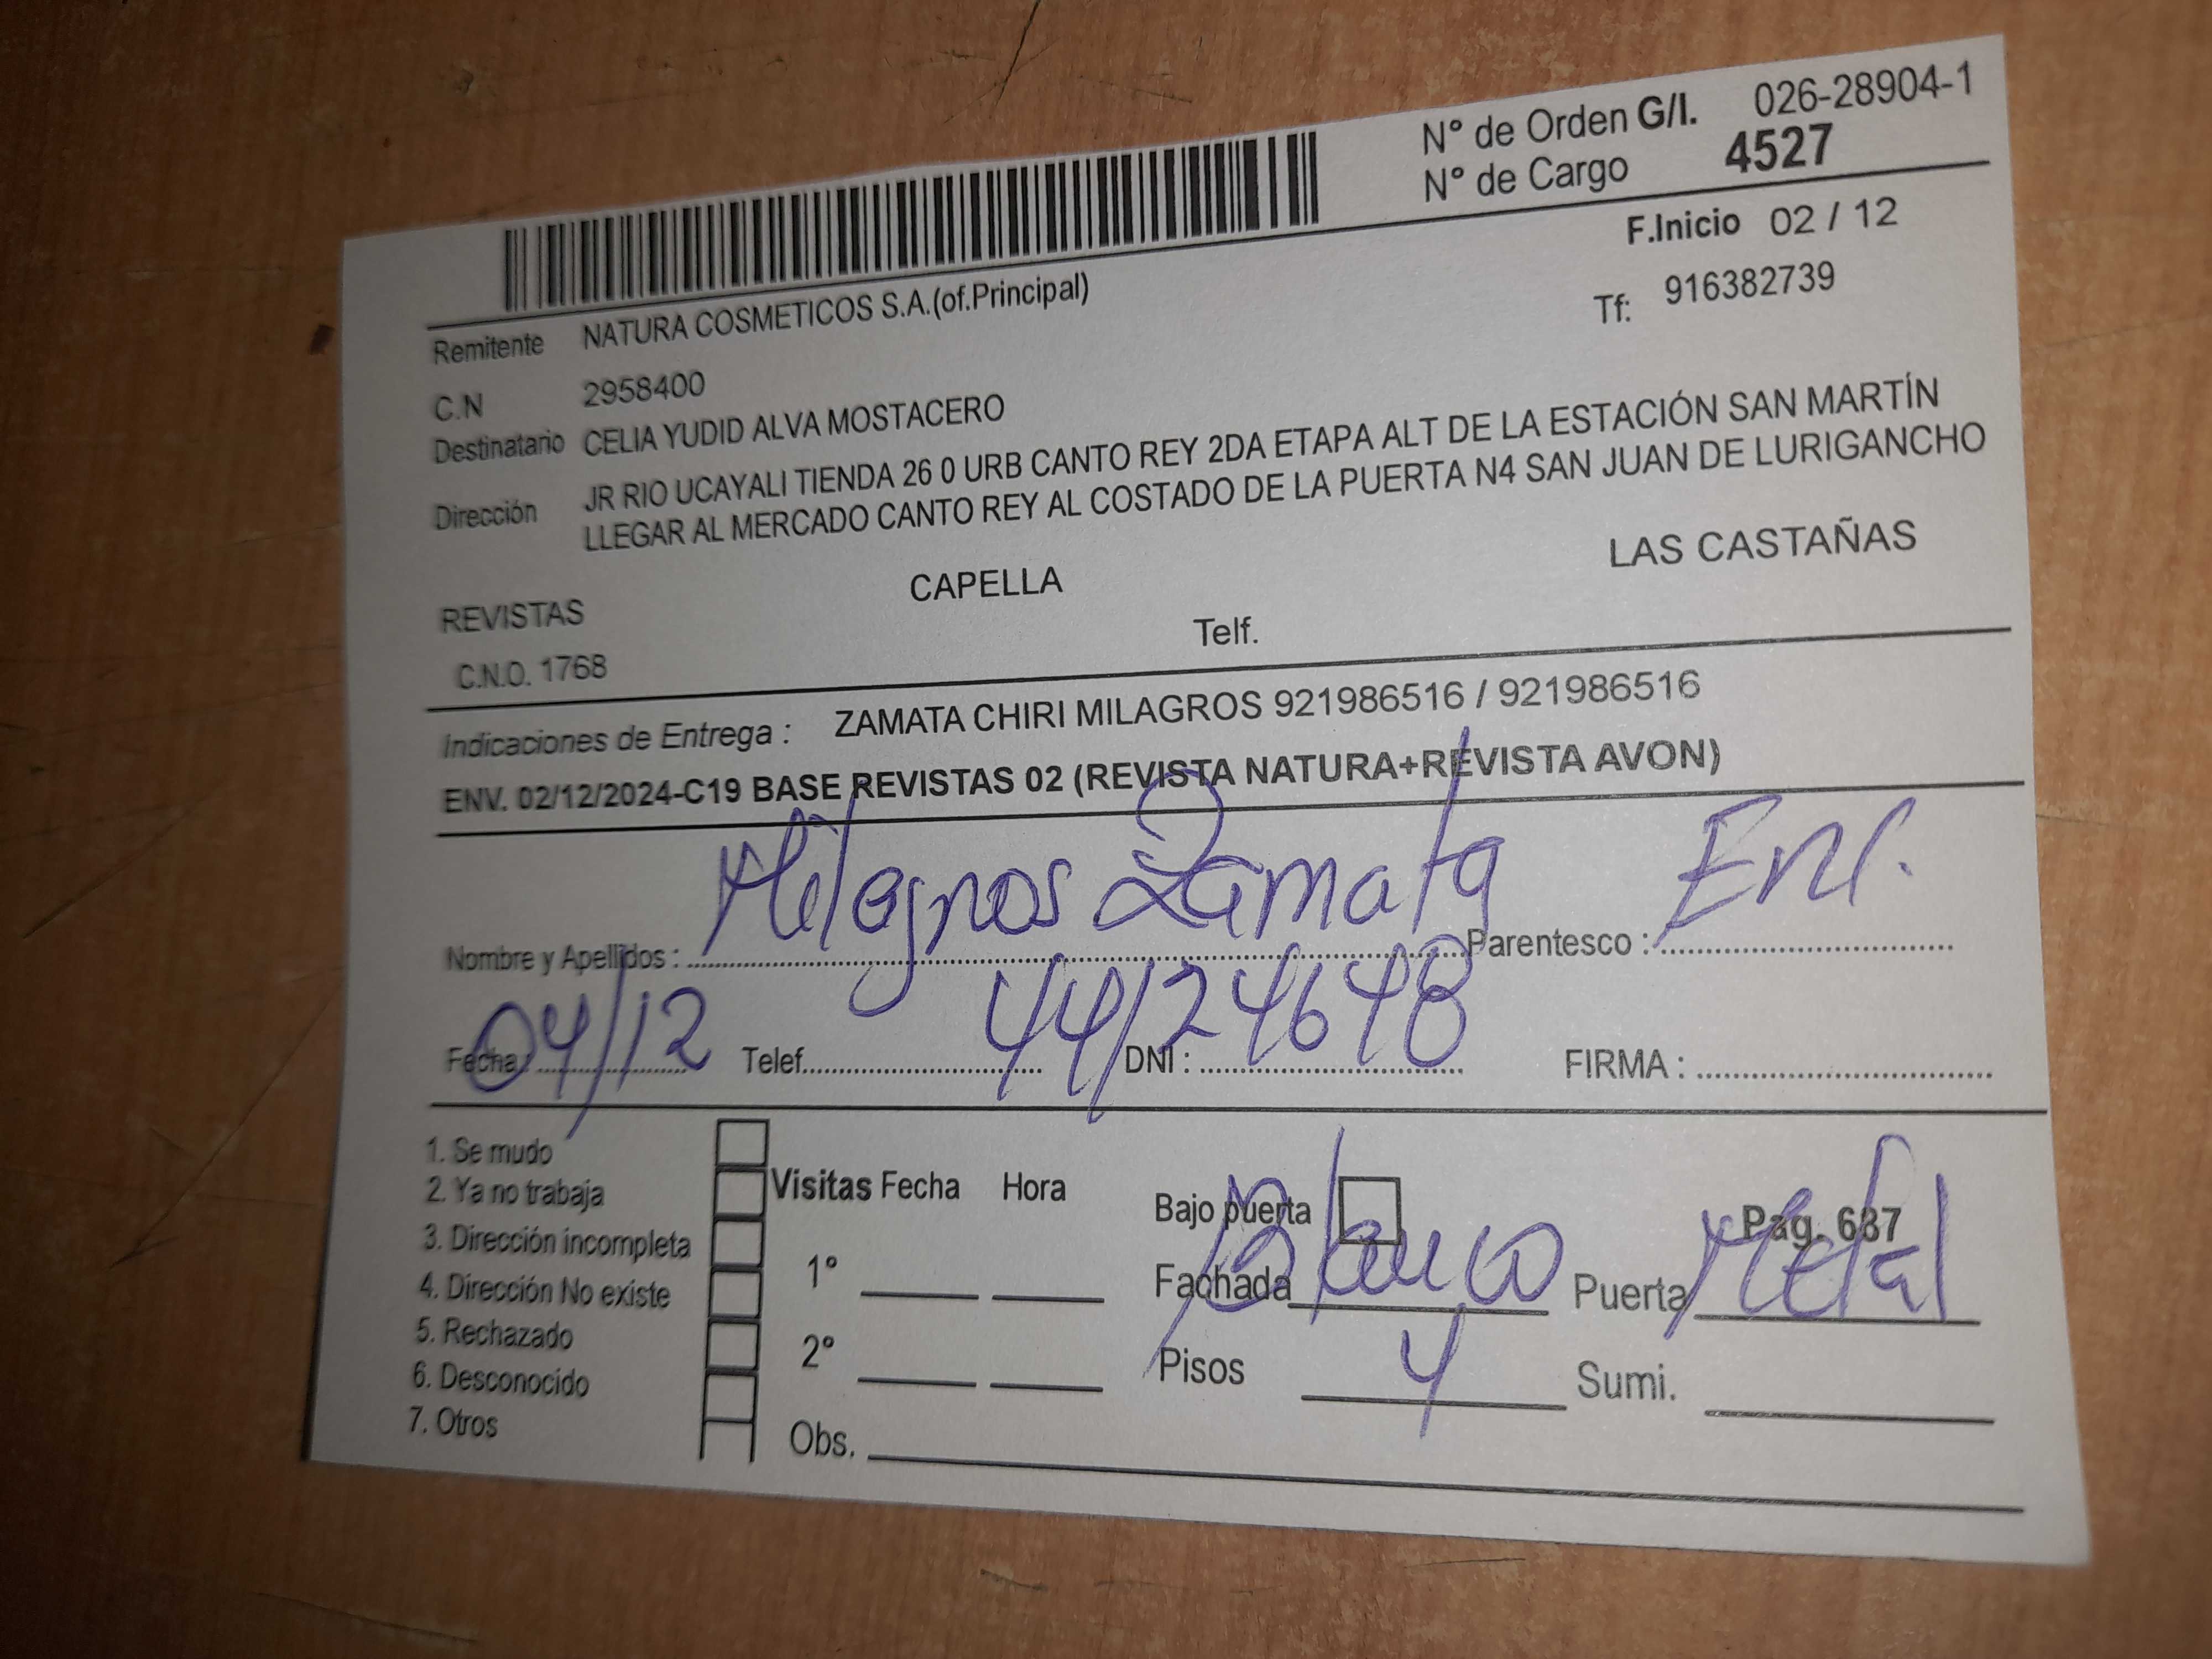 N° de Orden G/I. 026-28904-1
N° de Cargo 4527
F.Inicio 02 / 12
Remitente NATURA COSMETICOS S.A.(of.Principal) Tf: 916382739
C.N 2958400
Destinatario CELIA YUDID ALVA MOSTACERO
Dirección JR RIO UCAYALI TIENDA 26 0 URB CANTO REY 2DA ETAPA ALT DE LA ESTACIÓN SAN MARTÍN
LLEGAR AL MERCADO CANTO REY AL COSTADO DE LA PUERTA N4 SAN JUAN DE LURIGANCHO
REVISTAS CAPELLA LAS CASTAÑAS
C.N.O. 1768 Telf.
Indicaciones de Entrega : ZAMATA CHIRI MILAGROS 921986516 / 921986516
ENV. 02/12/2024-C19 BASE REVISTAS 02 (REVISTA NATURA+REVISTA AVON)
Nombre y Apellidos : Milagros Zamata Parentesco :
Fecha : 04/12 Telef. DNI : 44124648 FIRMA :
1. Se mudo
2. Ya no trabaja
3. Dirección incompleta
4. Dirección No existe
5. Rechazado
6. Desconocido
7. Otros
Visitas Fecha Hora
1°
2°
Obs.
Bajo puerta Pag. 687
Fachada Blanco Puerta Metal
Pisos 4 Sumi.